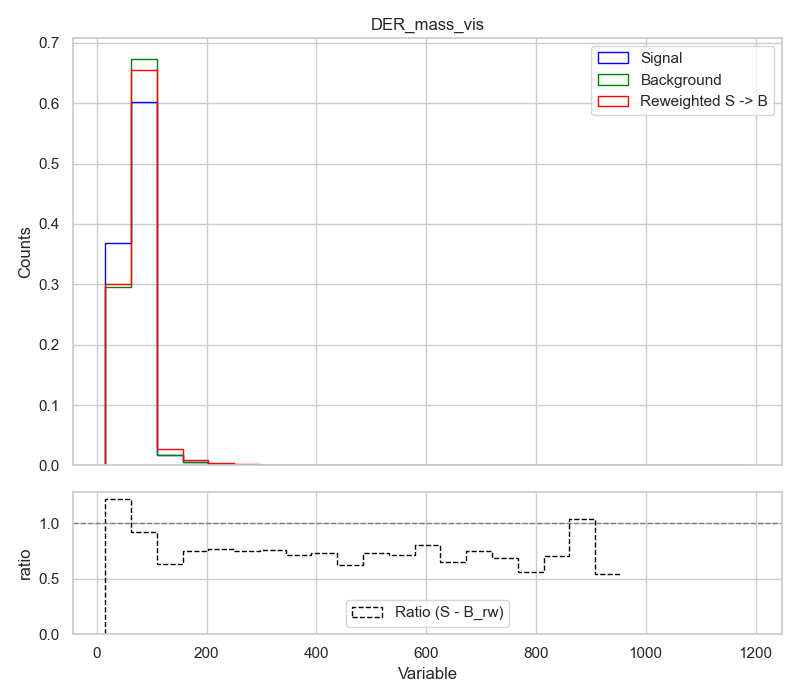 DER_mass_vis
0.7
0.6
0.5
0.4
0.3
0.2
0.1
0.0
Counts
Signal
Background
Reweighted S -> B
1.0
0.5
0.0
ratio
Ratio (S - B_rw)
0 200 400 600 800 1000 1200
Variable